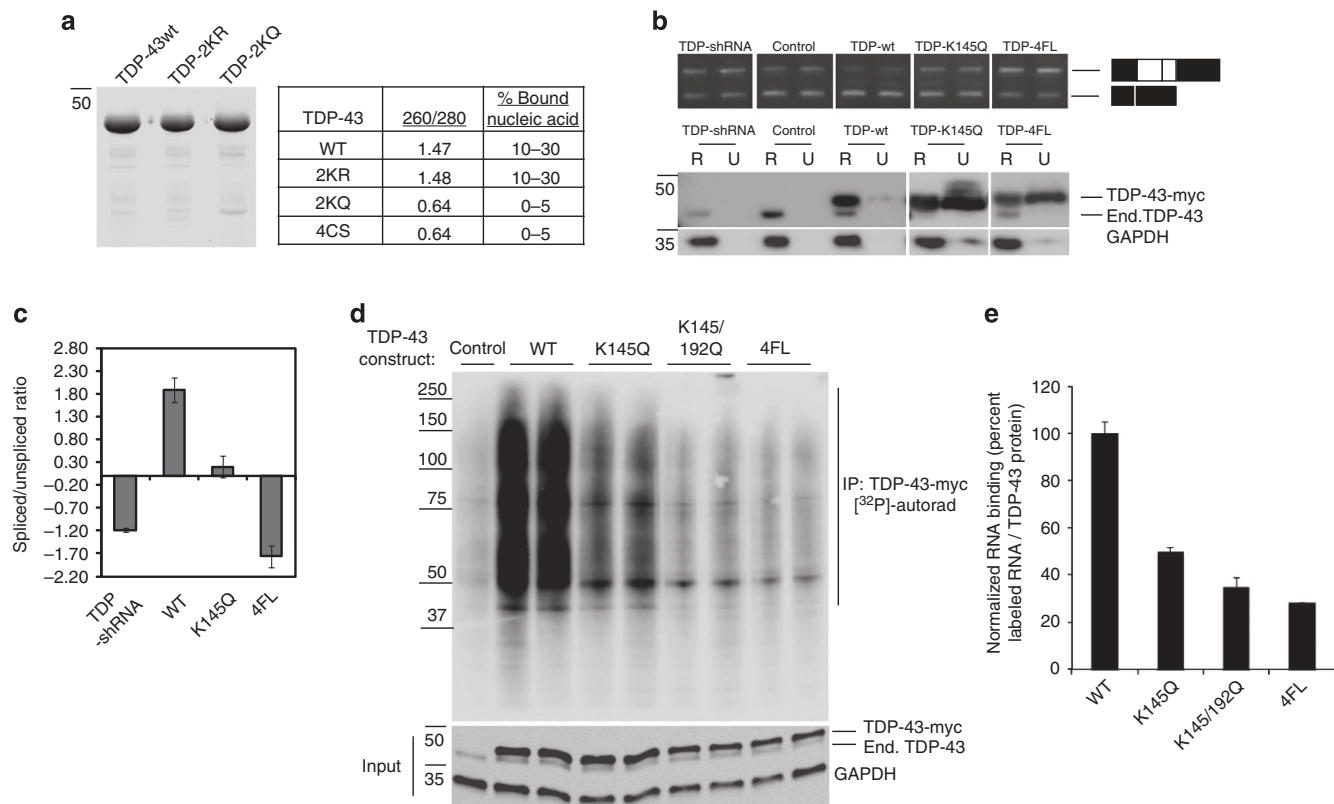 a
TDP-43wt
TDP-2KR
TDP-2KQ
50
TDP-43 260/280 % Bound nucleic acid
WT 1.47 10–30
2KR 1.48 10–30
2KQ 0.64 0–5
4CS 0.64 0–5
b
TDP-shRNA Control TDP-wt TDP-K145Q TDP-4FL
TDP-shRNA Control TDP-wt TDP-K145Q TDP-4FL
R U R U R U R U R U
50
TDP-43-myc
End.TDP-43
35
GAPDH
c
Spliced/unspliced ratio
2.80
2.30
1.80
1.30
0.80
0.30
–0.20
–0.70
–1.20
–1.70
–2.20
TDP
-shRNA
WT
K145Q
4FL
d
TDP-43
construct:
Control
WT
K145Q
K145/
192Q
4FL
250
150
100
75
50
37
IP: TDP-43-myc
[³²P]-autorad
Input
50
35
TDP-43-myc
End. TDP-43
GAPDH
e
Normalized RNA binding (percent
labeled RNA / TDP-43 protein)
120
100
80
60
40
20
0
WT
K145Q
K145/192Q
4FL